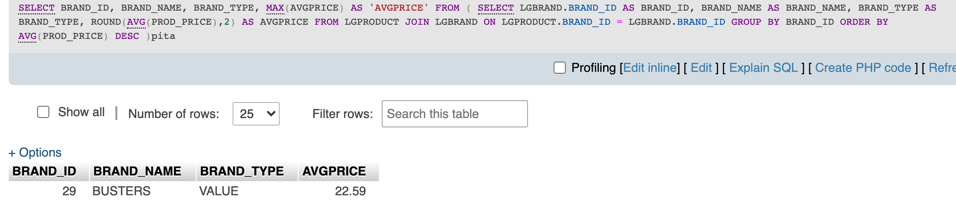 SELECT BRAND_ID, BRAND_NAME, BRAND_TYPE, MAX(AVGPRICE) AS 'AVGPRICE' FROM ( SELECT LGBRAND.BRAND_ID AS BRAND_ID, BRAND_NAME AS BRAND_NAME, BRAND_TYPE AS
BRAND_TYPE, ROUND(AVG(PROD_PRICE),2) AS AVGPRICE FROM LGPRODUCT JOIN LGBRAND ON LGPRODUCT.BRAND_ID = LGBRAND.BRAND_ID GROUP BY BRAND_ID ORDER BY
AVG(PROD_PRICE) DESC )pita
Profiling [Edit inline] [ Edit ] [ Explain SQL ] [ Create PHP code ] [ Refre
Show all | Number of rows: 25 Filter rows: Search this table
+ Options
BRAND_ID BRAND_NAME BRAND_TYPE AVGPRICE
29 BUSTERS VALUE 22.59